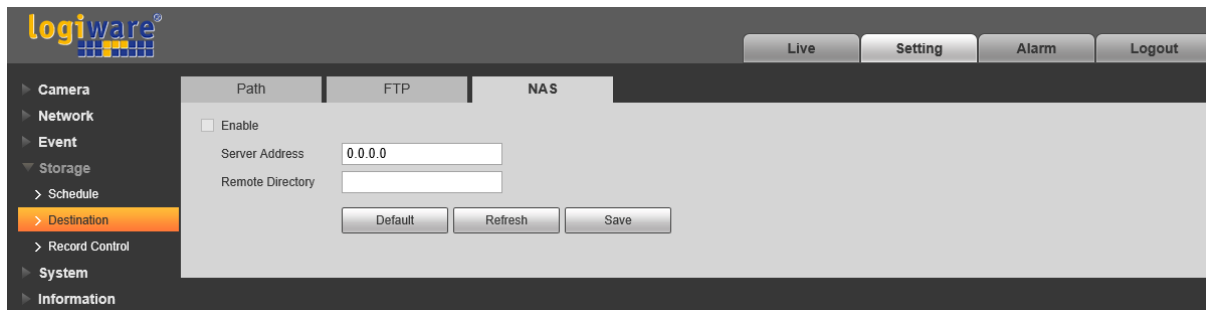 logiware®
Live Setting Alarm Logout
Camera
Network
Event
Storage
Schedule
Destination
Record Control
System
Information
Path FTP NAS
Enable
Server Address 0.0.0.0
Remote Directory
Default Refresh Save